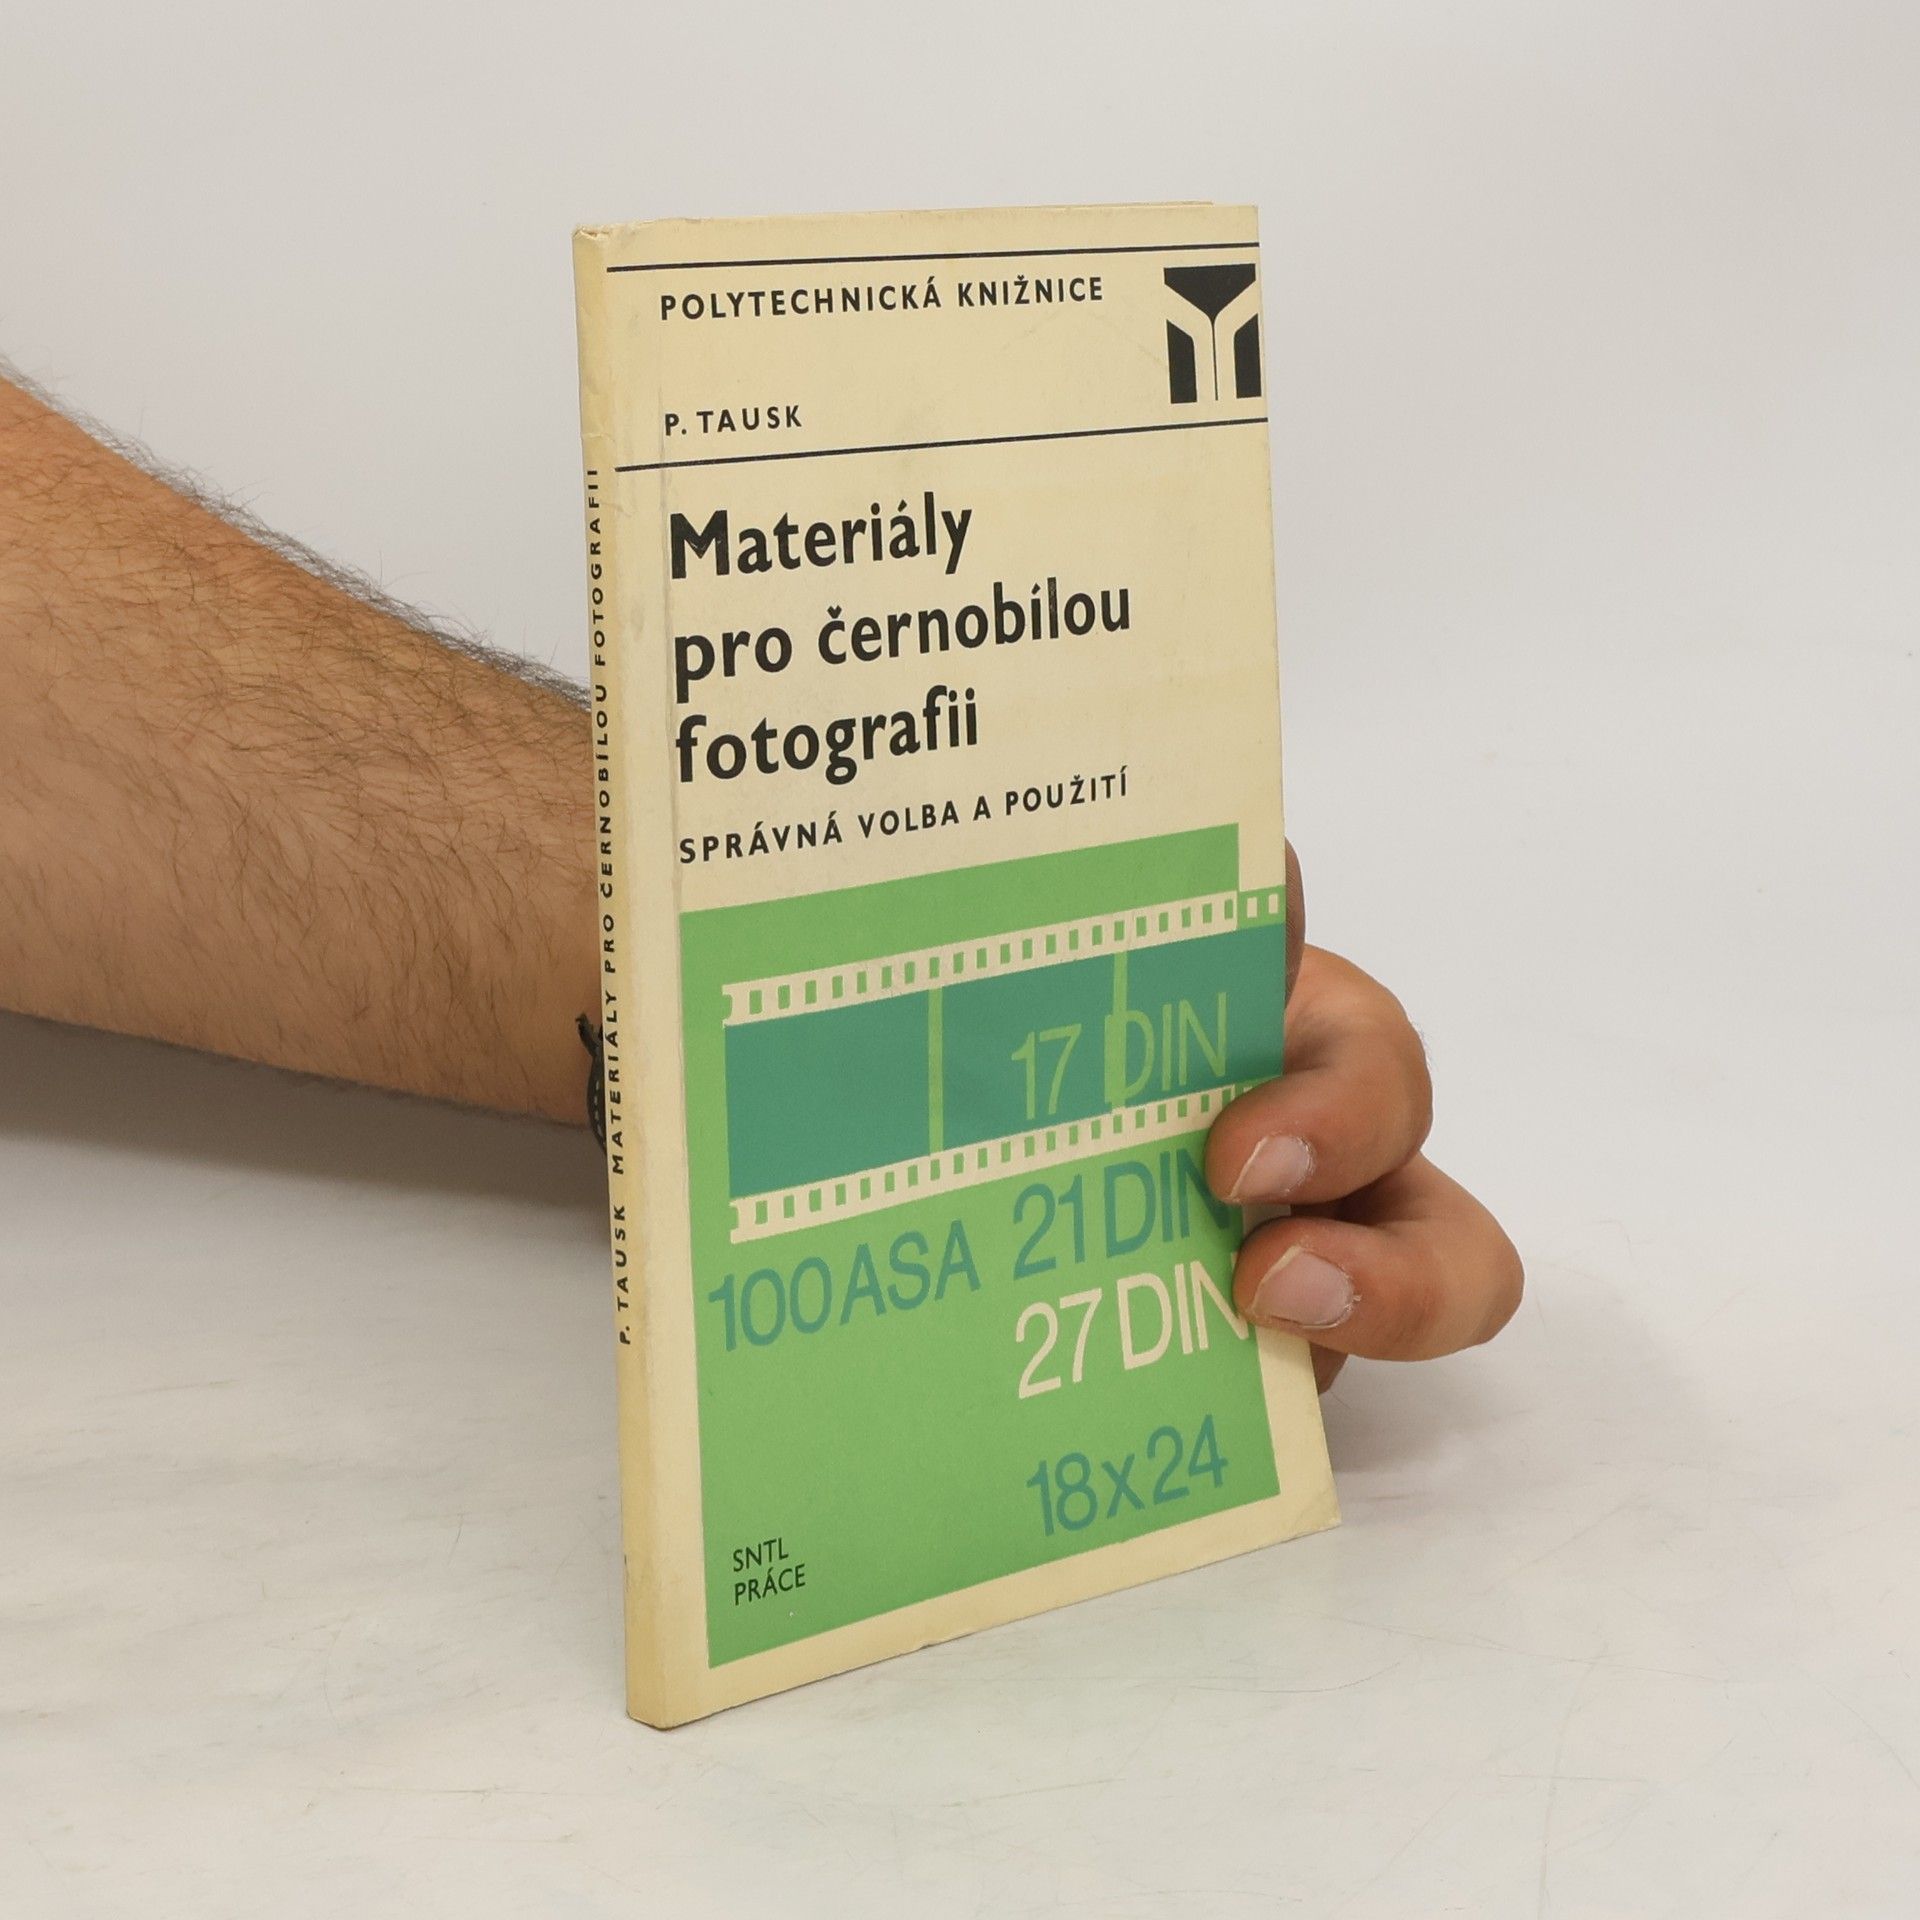 POLYTECHNICKÁ KNIŽNICE
P. TAUSK
Materiály
pro černobílou
fotografii
SPRÁVNÁ VOLBA A POUŽITÍ
17 DIN
100 ASA 21 DIN
27 DIN
18x24
SNTL
PRÁCE
P. TAUSK MATERIÁLY PRO ČERNOBÍLOU FOTOGRAFII